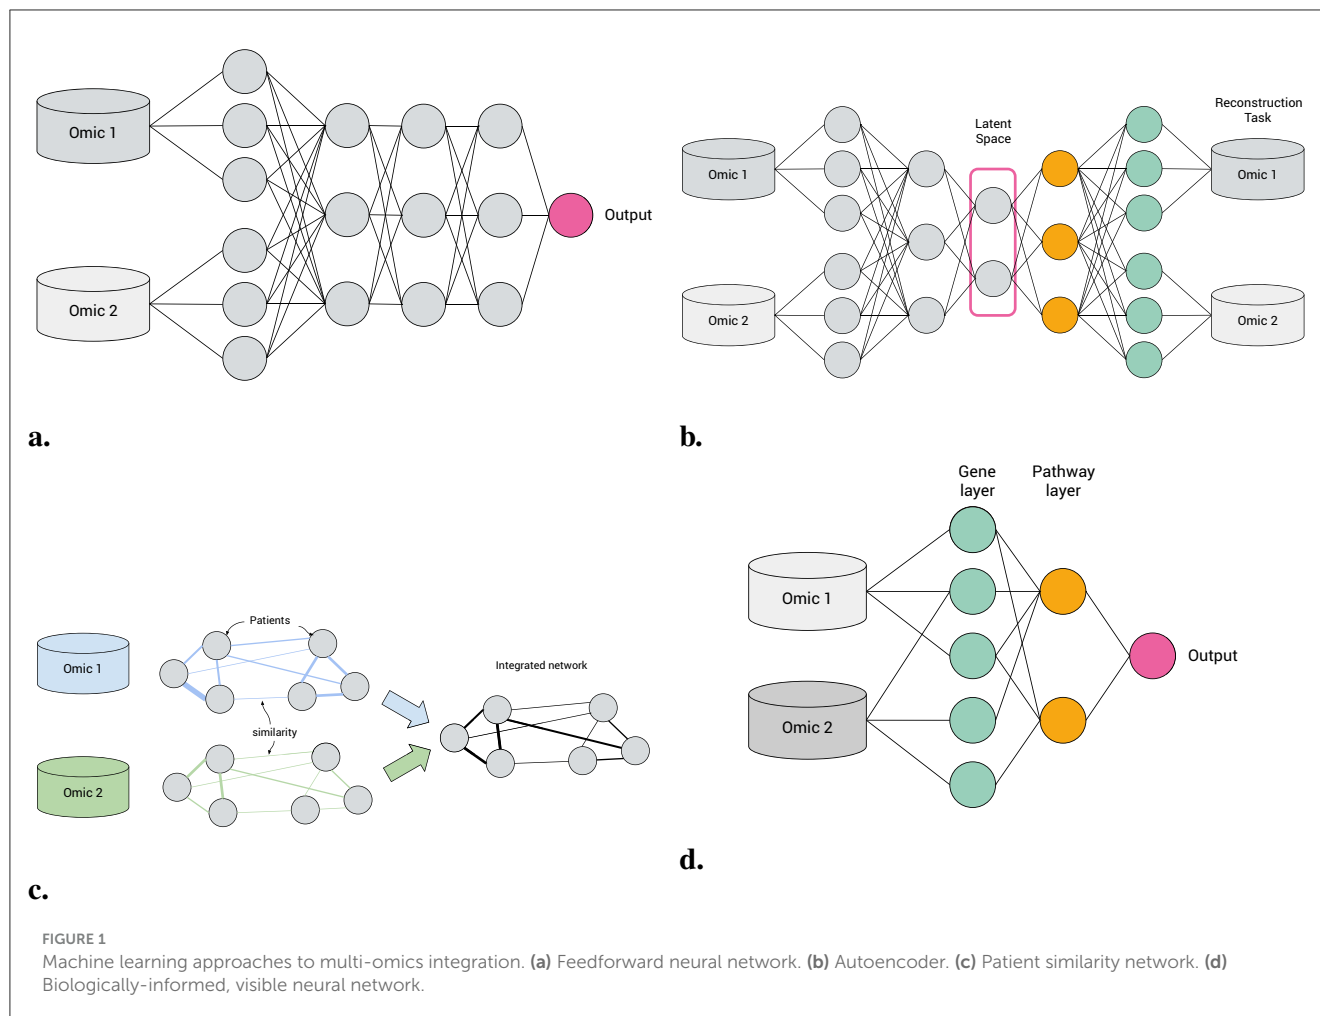 Omic 1
Omic 2
Output
a.
Omic 1
Omic 2
Latent
Space
Reconstruction
Task
Omic 1
Omic 2
b.
Omic 1
Omic 2
Patients
similarity
Integrated network
c.
Gene
layer
Pathway
layer
Omic 1
Omic 2
Output
d.
FIGURE 1
Machine learning approaches to multi-omics integration. (a) Feedforward neural network. (b) Autoencoder. (c) Patient similarity network. (d)
Biologically-informed, visible neural network.